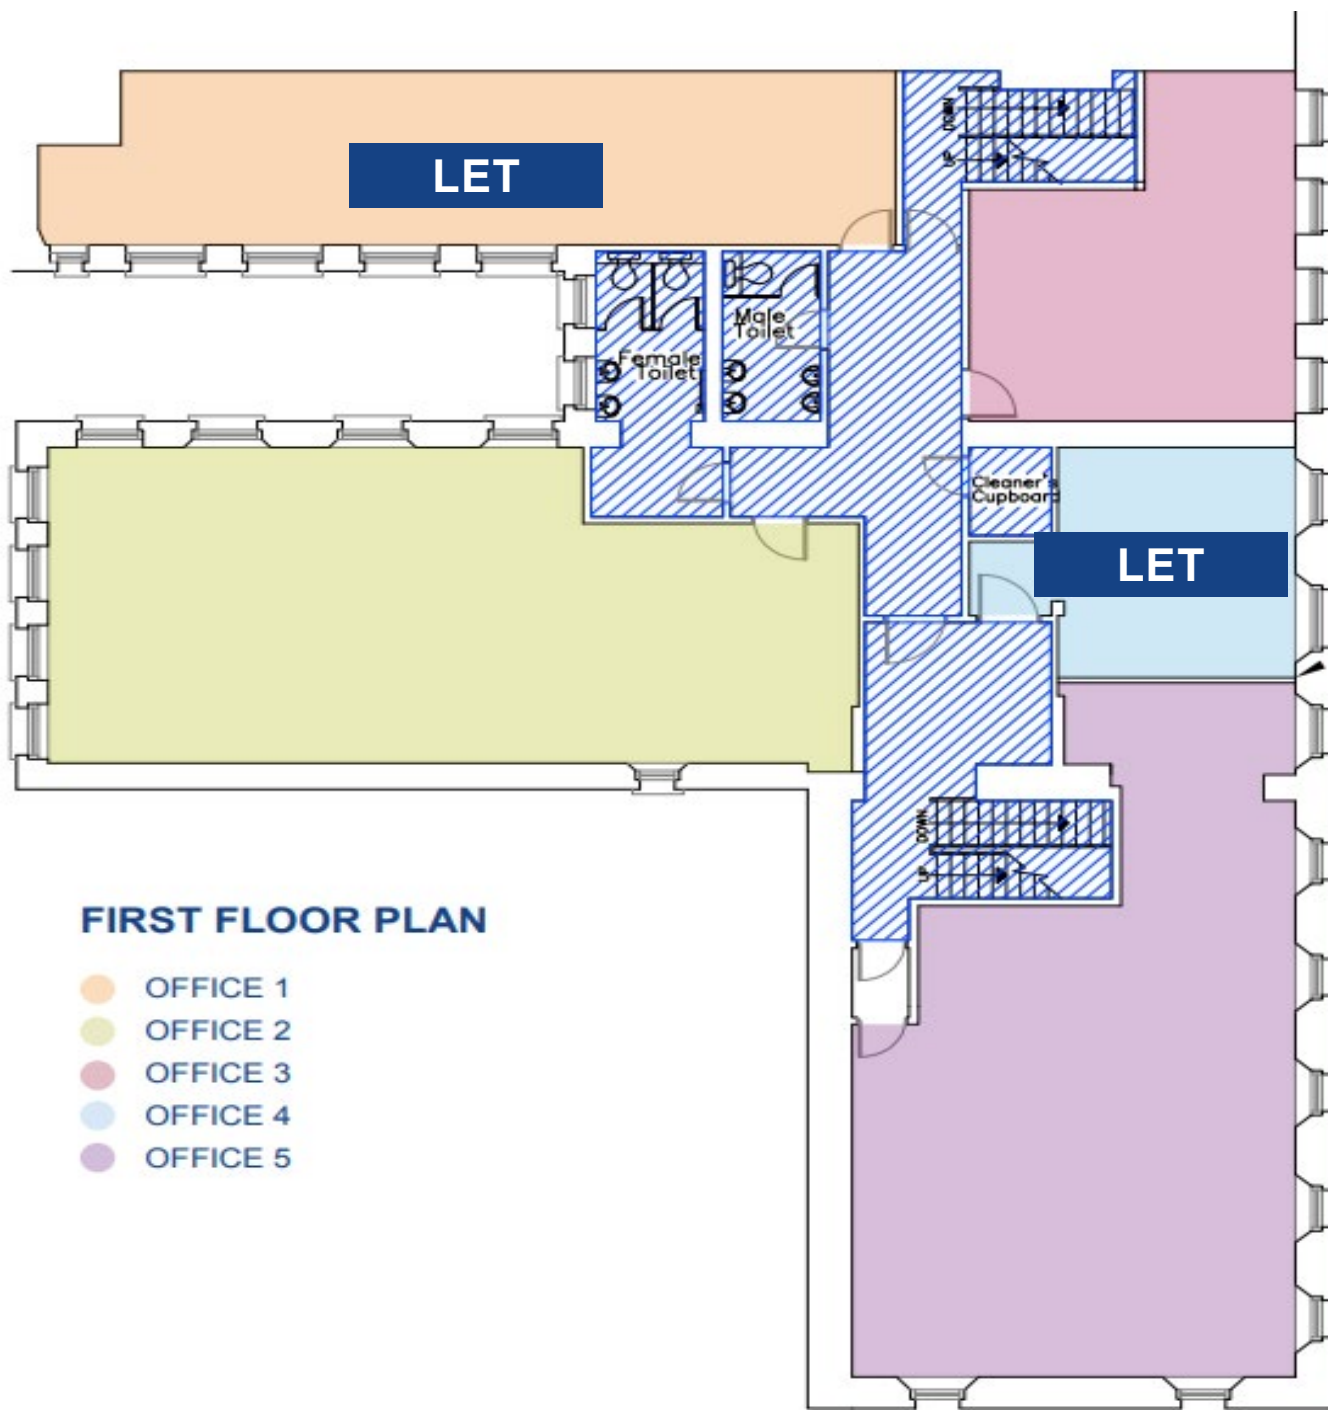 LET
DOWN
UP
Male
Toilet
Female
Toilet
Cleaner's
Cupboard
LET
DOWN
UP
FIRST FLOOR PLAN
OFFICE 1
OFFICE 2
OFFICE 3
OFFICE 4
OFFICE 5